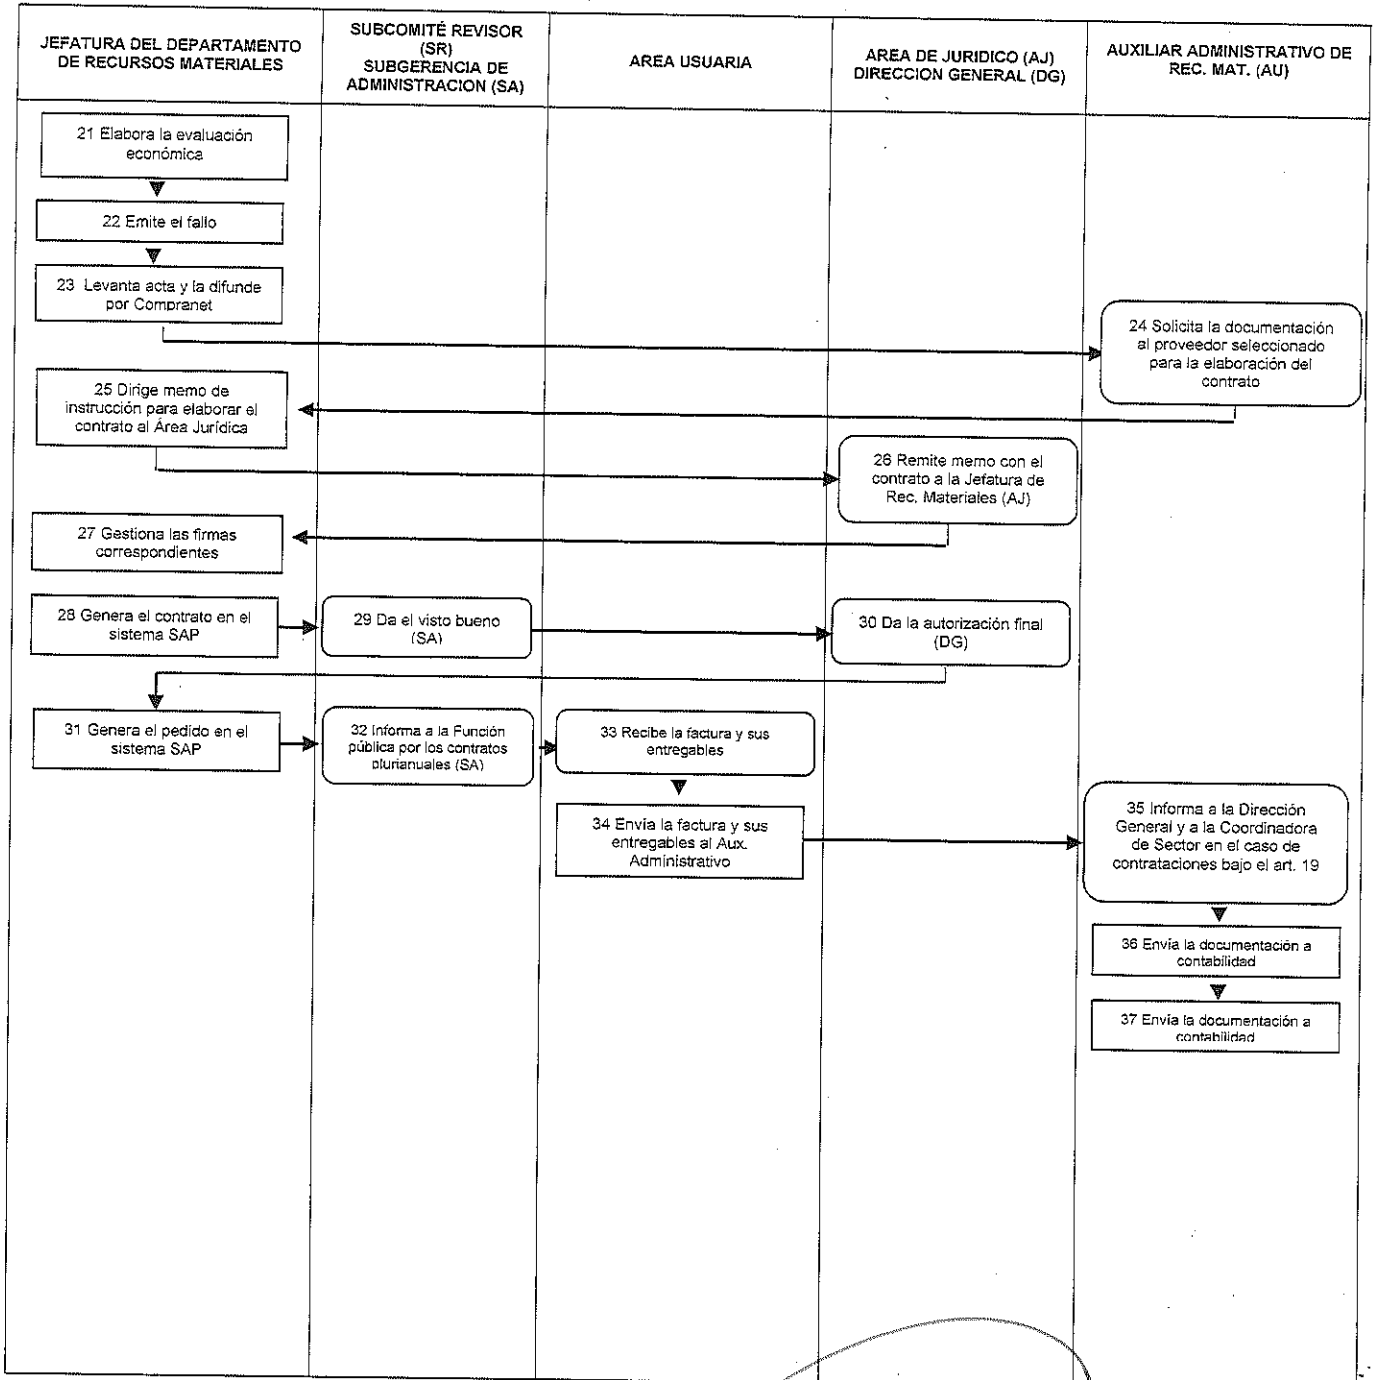 JEFATURA DEL DEPARTAMENTO
DE RECURSOS MATERIALES
SUBCOMITÉ REVISOR
(SR)
SUBGERENCIA DE
ADMINISTRACION (SA)
AREA USUARIA
AREA DE JURIDICO (AJ)
DIRECCION GENERAL (DG)
AUXILIAR ADMINISTRATIVO DE
REC. MAT. (AU)
21 Elabora la evaluación
económica
22 Emite el fallo
23 Levanta acta y la difunde
por Compranet
24 Solicita la documentación
al proveedor seleccionado
para la elaboración del
contrato
25 Dirige memo de
instrucción para elaborar el
contrato al Área Jurídica
26 Remite memo con el
contrato a la Jefatura de
Rec. Materiales (AJ)
27 Gestiona las firmas
correspondientes
28 Genera el contrato en el
sistema SAP
29 Da el visto bueno
(SA)
30 Da la autorización final
(DG)
31 Genera el pedido en el
sistema SAP
32 Informa a la Función
pública por los contratos
plurianuales (SA)
33 Recibe la factura y sus
entregables
34 Envía la factura y sus
entregables al Aux.
Administrativo
35 Informa a la Dirección
General y a la Coordinadora
de Sector en el caso de
contrataciones bajo el art. 19
36 Envía la documentación a
contabilidad
37 Envía la documentación a
contabilidad